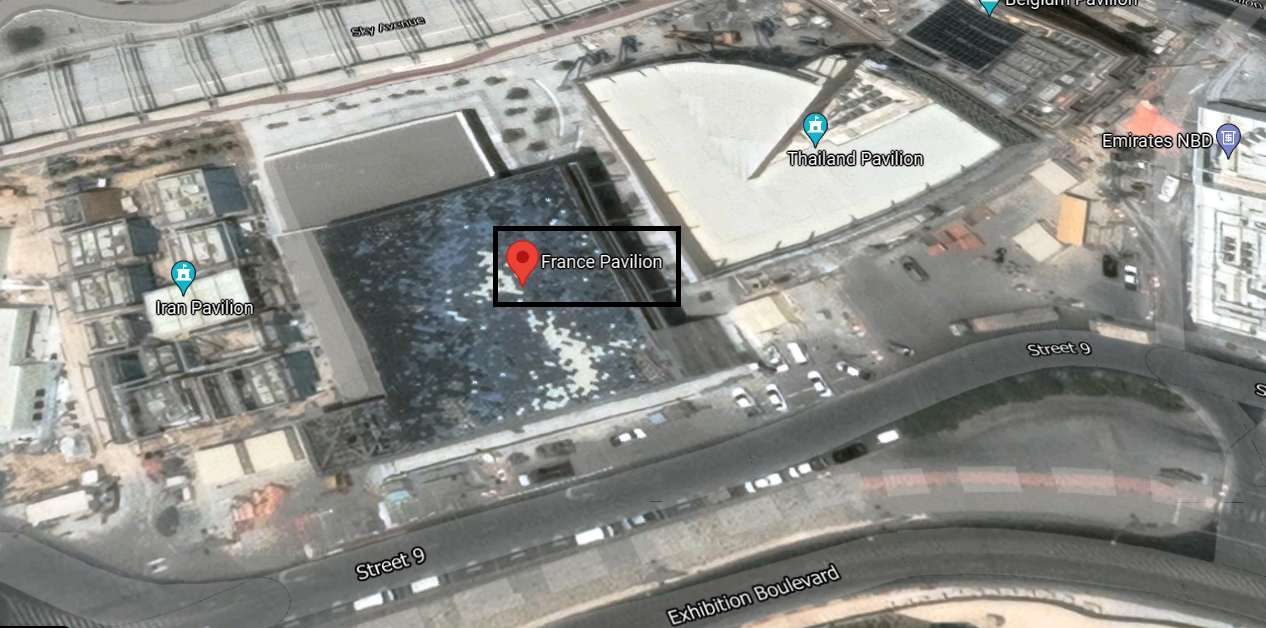 Sky Avenue
Belgium Pavilion
Emirates NBD
Thailand Pavilion
France Pavilion
Iran Pavilion
Street 9
Street 9
Exhibition Boulevard